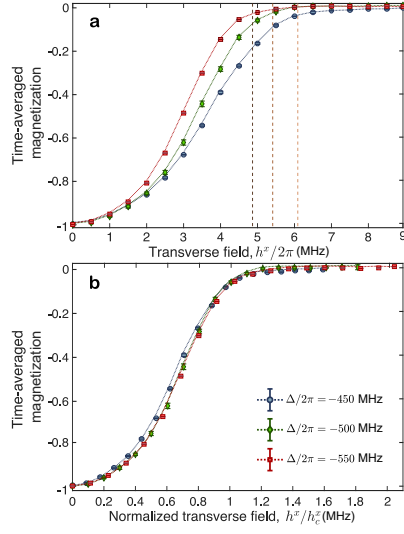 a
0
-0.2
-0.4
-0.6
-0.8
-1
Time-averaged
magnetization
0 1 2 3 4 5 6 7 8 9
Transverse field, h^x/2π (MHz)
b
0
-0.2
-0.4
-0.6
-0.8
-1
Time-averaged
magnetization
Δ/2π = −450 MHz
Δ/2π = −500 MHz
Δ/2π = −550 MHz
0 0.2 0.4 0.6 0.8 1 1.2 1.4 1.6 1.8 2
Normalized transverse field, h^x/h^x_c (MHz)